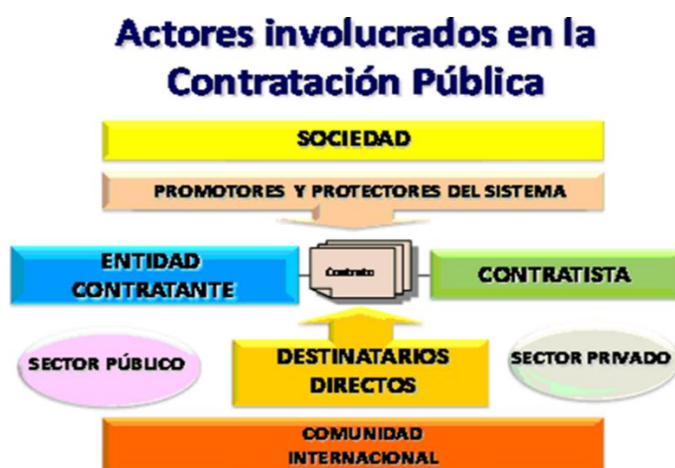 Actores involucrados en la
Contratación Pública
SOCIEDAD
PROMOTORES Y PROTECTORES DEL SISTEMA
ENTIDAD
CONTRATANTE
Contrato
CONTRATISTA
SECTOR PÚBLICO
DESTINATARIOS
DIRECTOS
SECTOR PRIVADO
COMUNIDAD
INTERNACIONAL